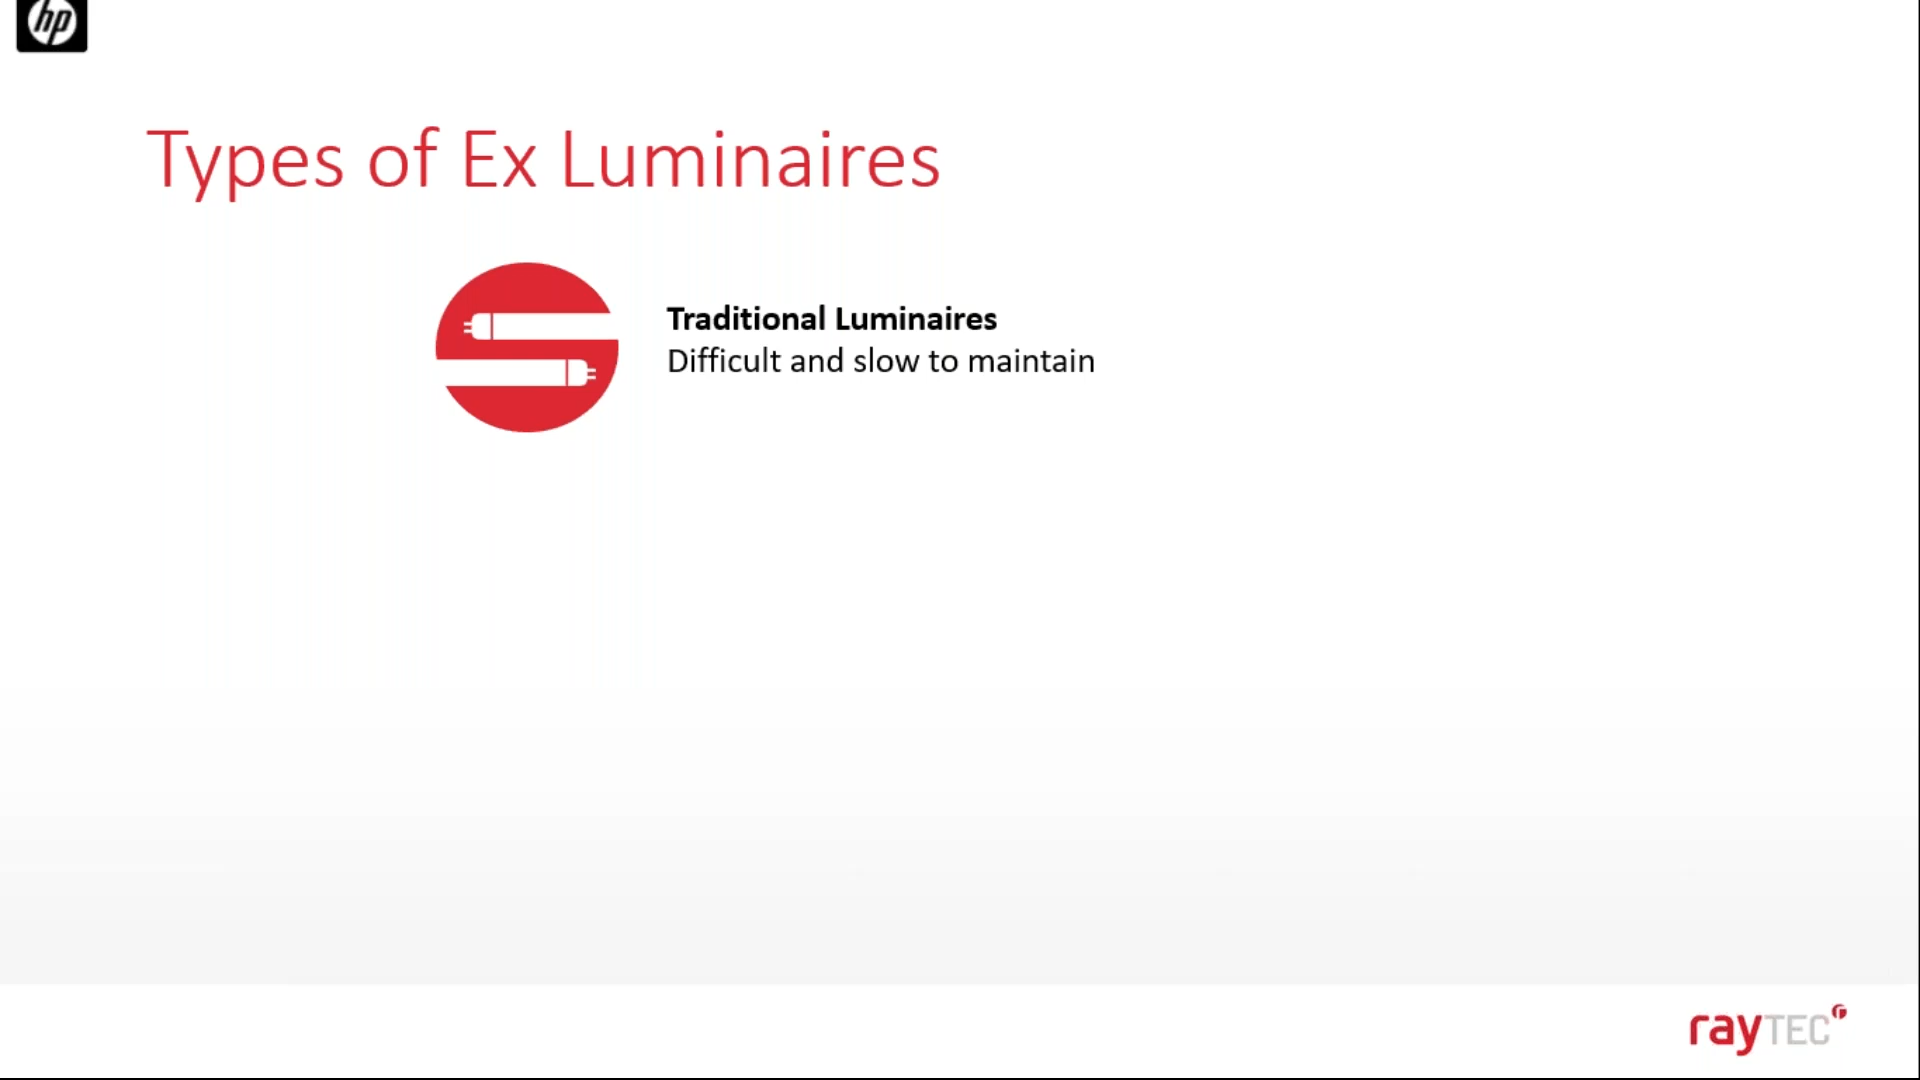 hp
Types of Ex Luminaires
Traditional Luminaires
Difficult and slow to maintain
rayTEC